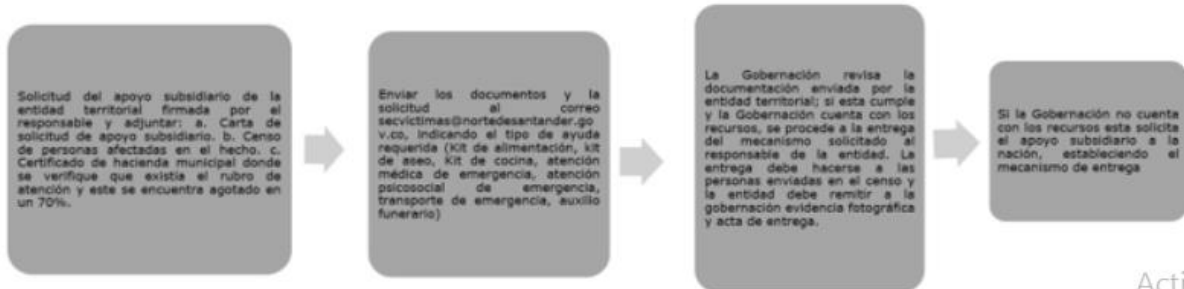 Solicitud del apoyo subsidiario de la
entidad territorial firmada por el
responsable y adjuntar: a. Carta de
solicitud de apoyo subsidiario. b. Censo
de personas afectadas en el hecho. c.
Certificado de hacienda municipal donde
se verifique que existía el rubro de
atención y este se encuentra agotado en
un 70%.
Enviar los documentos y la
solicitud al correo
secvictimas@nortedesantander.go
v.co, indicando el tipo de ayuda
requerida (Kit de alimentación, kit
de aseo, Kit de cocina, atención
médica de emergencia, atención
psicosocial de emergencia,
transporte de emergencia, auxilio
funerario)
La Gobernación revisa la
documentación enviada por la
entidad territorial; si esta cumple
y la Gobernación cuenta con los
recursos, se procede a la entrega
del mecanismo solicitado al
responsable de la entidad. La
entrega debe hacerse a las
personas enviadas en el censo y
la entidad debe remitir a la
gobernación evidencia fotográfica
y acta de entrega.
Si la Gobernación no cuenta
con los recursos esta solicita
el apoyo subsidiario a la
nación, estableciendo el
mecanismo de entrega
Acti